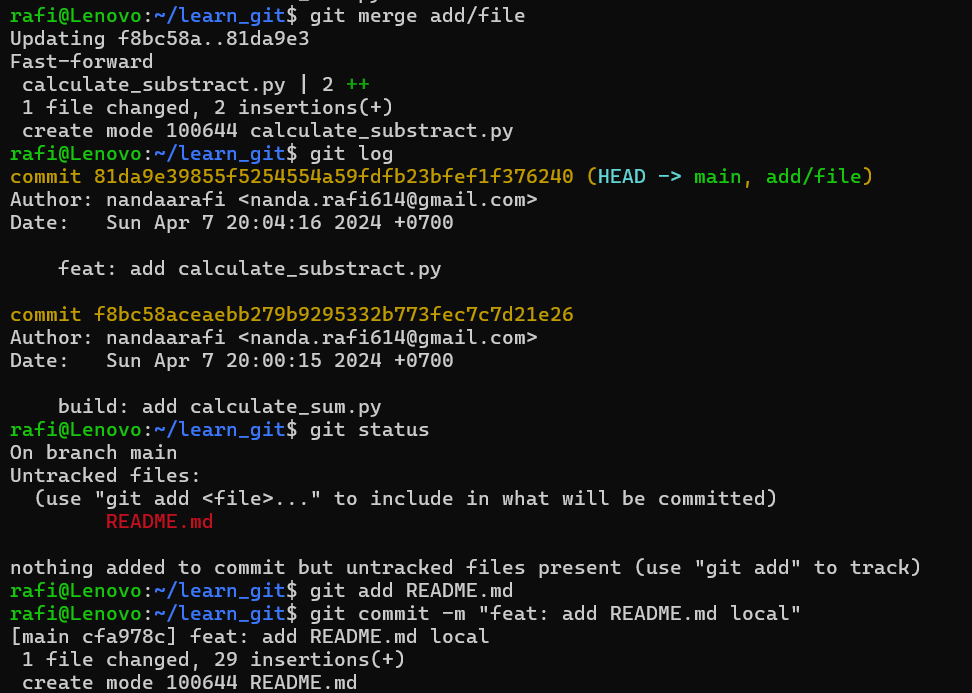 rafi@Lenovo:~/learn_git$ git merge add/file
Updating f8bc58a..81da9e3
Fast-forward
 calculate_substract.py | 2 ++
 1 file changed, 2 insertions(+)
 create mode 100644 calculate_substract.py
rafi@Lenovo:~/learn_git$ git log
commit 81da9e39855f5254554a59fdfb23bfef1f376240 (HEAD -> main, add/file)
Author: nandaarafi <nanda.rafi614@gmail.com>
Date:   Sun Apr 7 20:04:16 2024 +0700

    feat: add calculate_substract.py

commit f8bc58aceaebb279b9295332b773fec7c7d21e26
Author: nandaarafi <nanda.rafi614@gmail.com>
Date:   Sun Apr 7 20:00:15 2024 +0700

    build: add calculate_sum.py
rafi@Lenovo:~/learn_git$ git status
On branch main
Untracked files:
  (use "git add <file>..." to include in what will be committed)
        README.md

nothing added to commit but untracked files present (use "git add" to track)
rafi@Lenovo:~/learn_git$ git add README.md
rafi@Lenovo:~/learn_git$ git commit -m "feat: add README.md local"
[main cfa978c] feat: add README.md local
 1 file changed, 29 insertions(+)
 create mode 100644 README.md